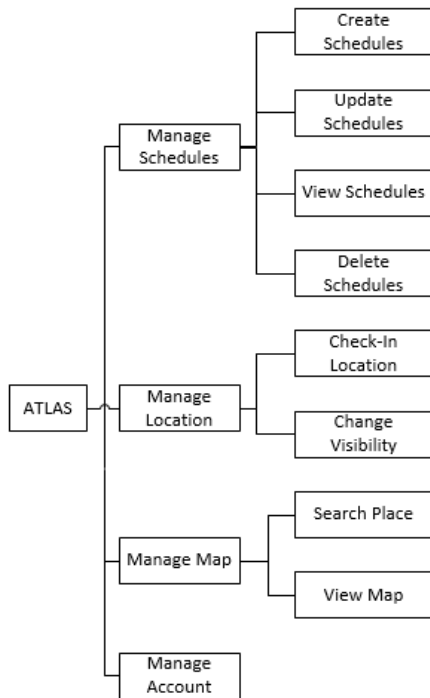 Create
Schedules
Update
Schedules
Manage
Schedules
View Schedules
Delete
Schedules
Check-In
Location
ATLAS
Manage
Location
Change
Visibility
Search Place
Manage Map
View Map
Manage
Account